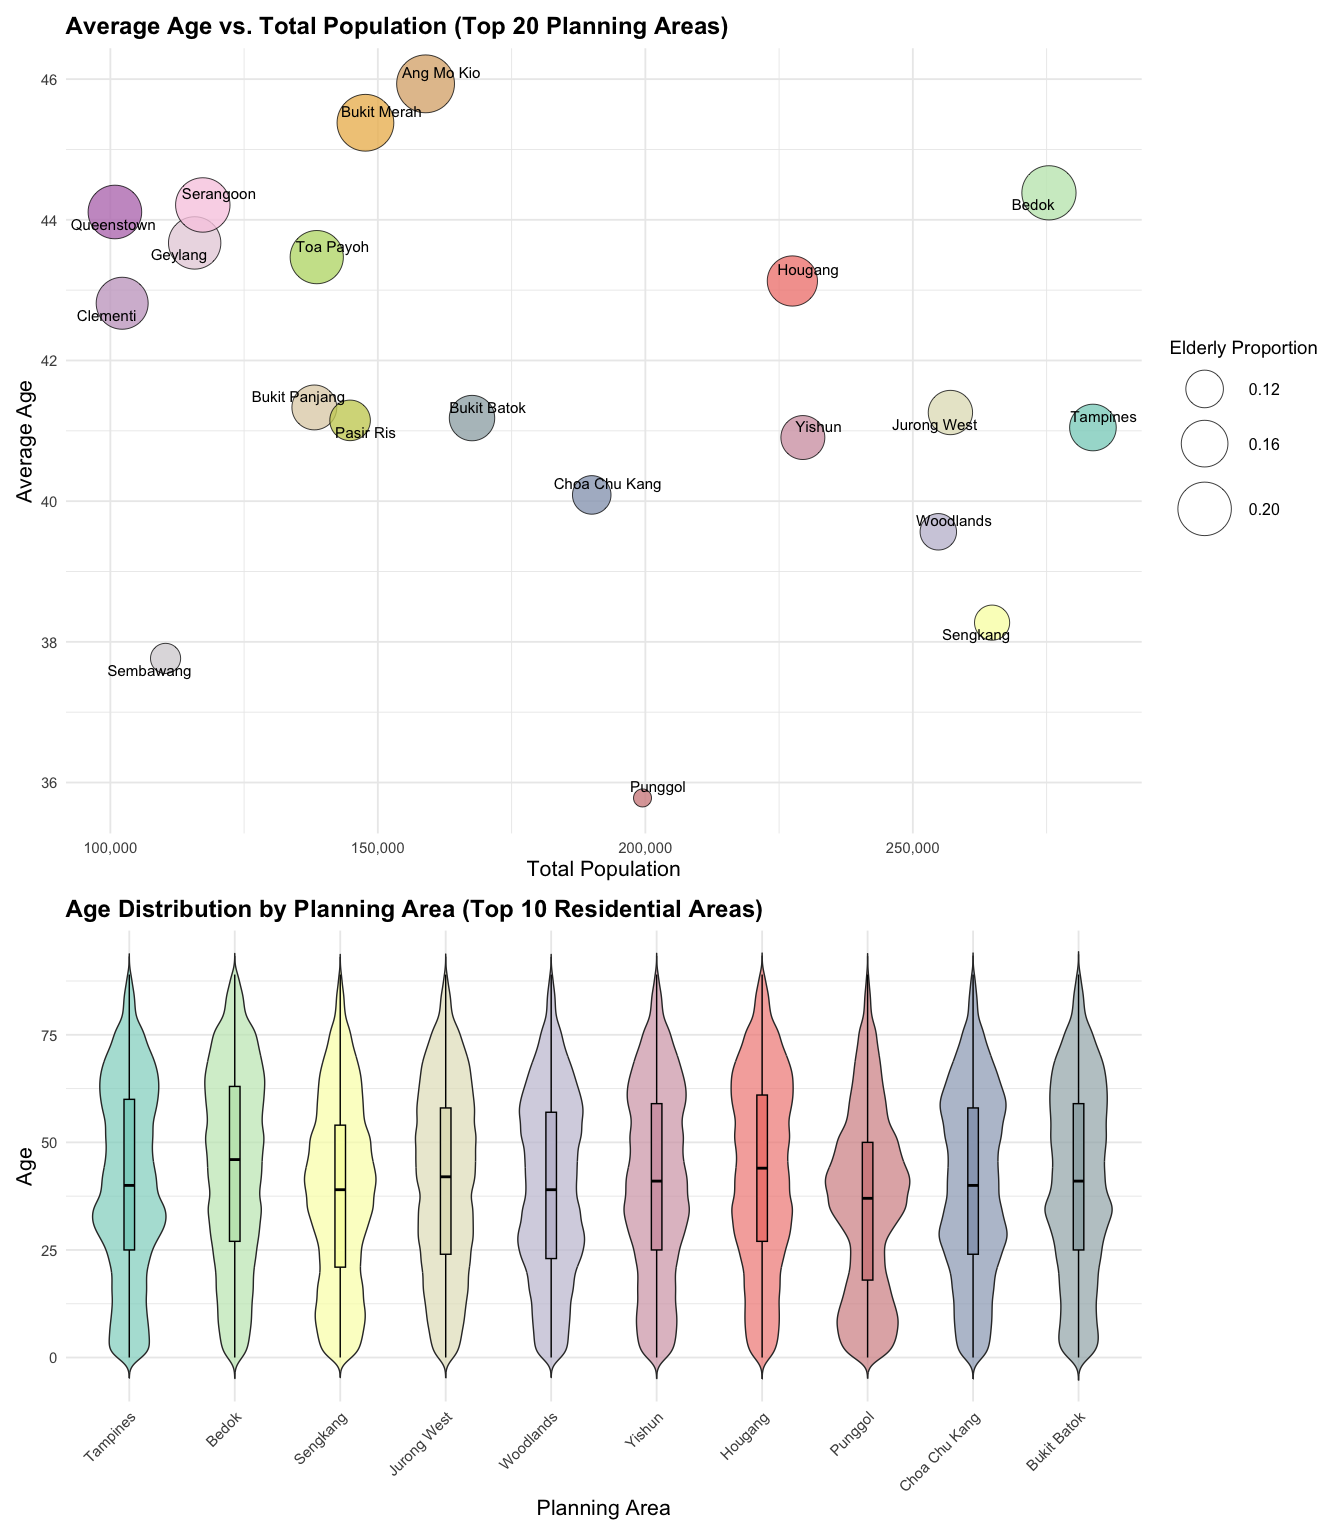 Average Age vs. Total Population (Top 20 Planning Areas)
46
44
42
40
38
36
Average Age
Ang Mo Kio
Bukit Merah
Serangoon
Queenstown
Bedok
Geylang
Toa Payoh
Hougang
Clementi
Bukit Panjang
Pasir Ris
Bukit Batok
Yishun
Jurong West
Tampines
Choa Chu Kang
Woodlands
Sengkang
Sembawang
Punggol
100,000
150,000
200,000
250,000
Total Population
Elderly Proportion
0.12
0.16
0.20
Age Distribution by Planning Area (Top 10 Residential Areas)
75
50
25
0
Age
Tampines
Bedok
Sengkang
Jurong West
Woodlands
Yishun
Hougang
Punggol
Choa Chu Kang
Bukit Batok
Planning Area